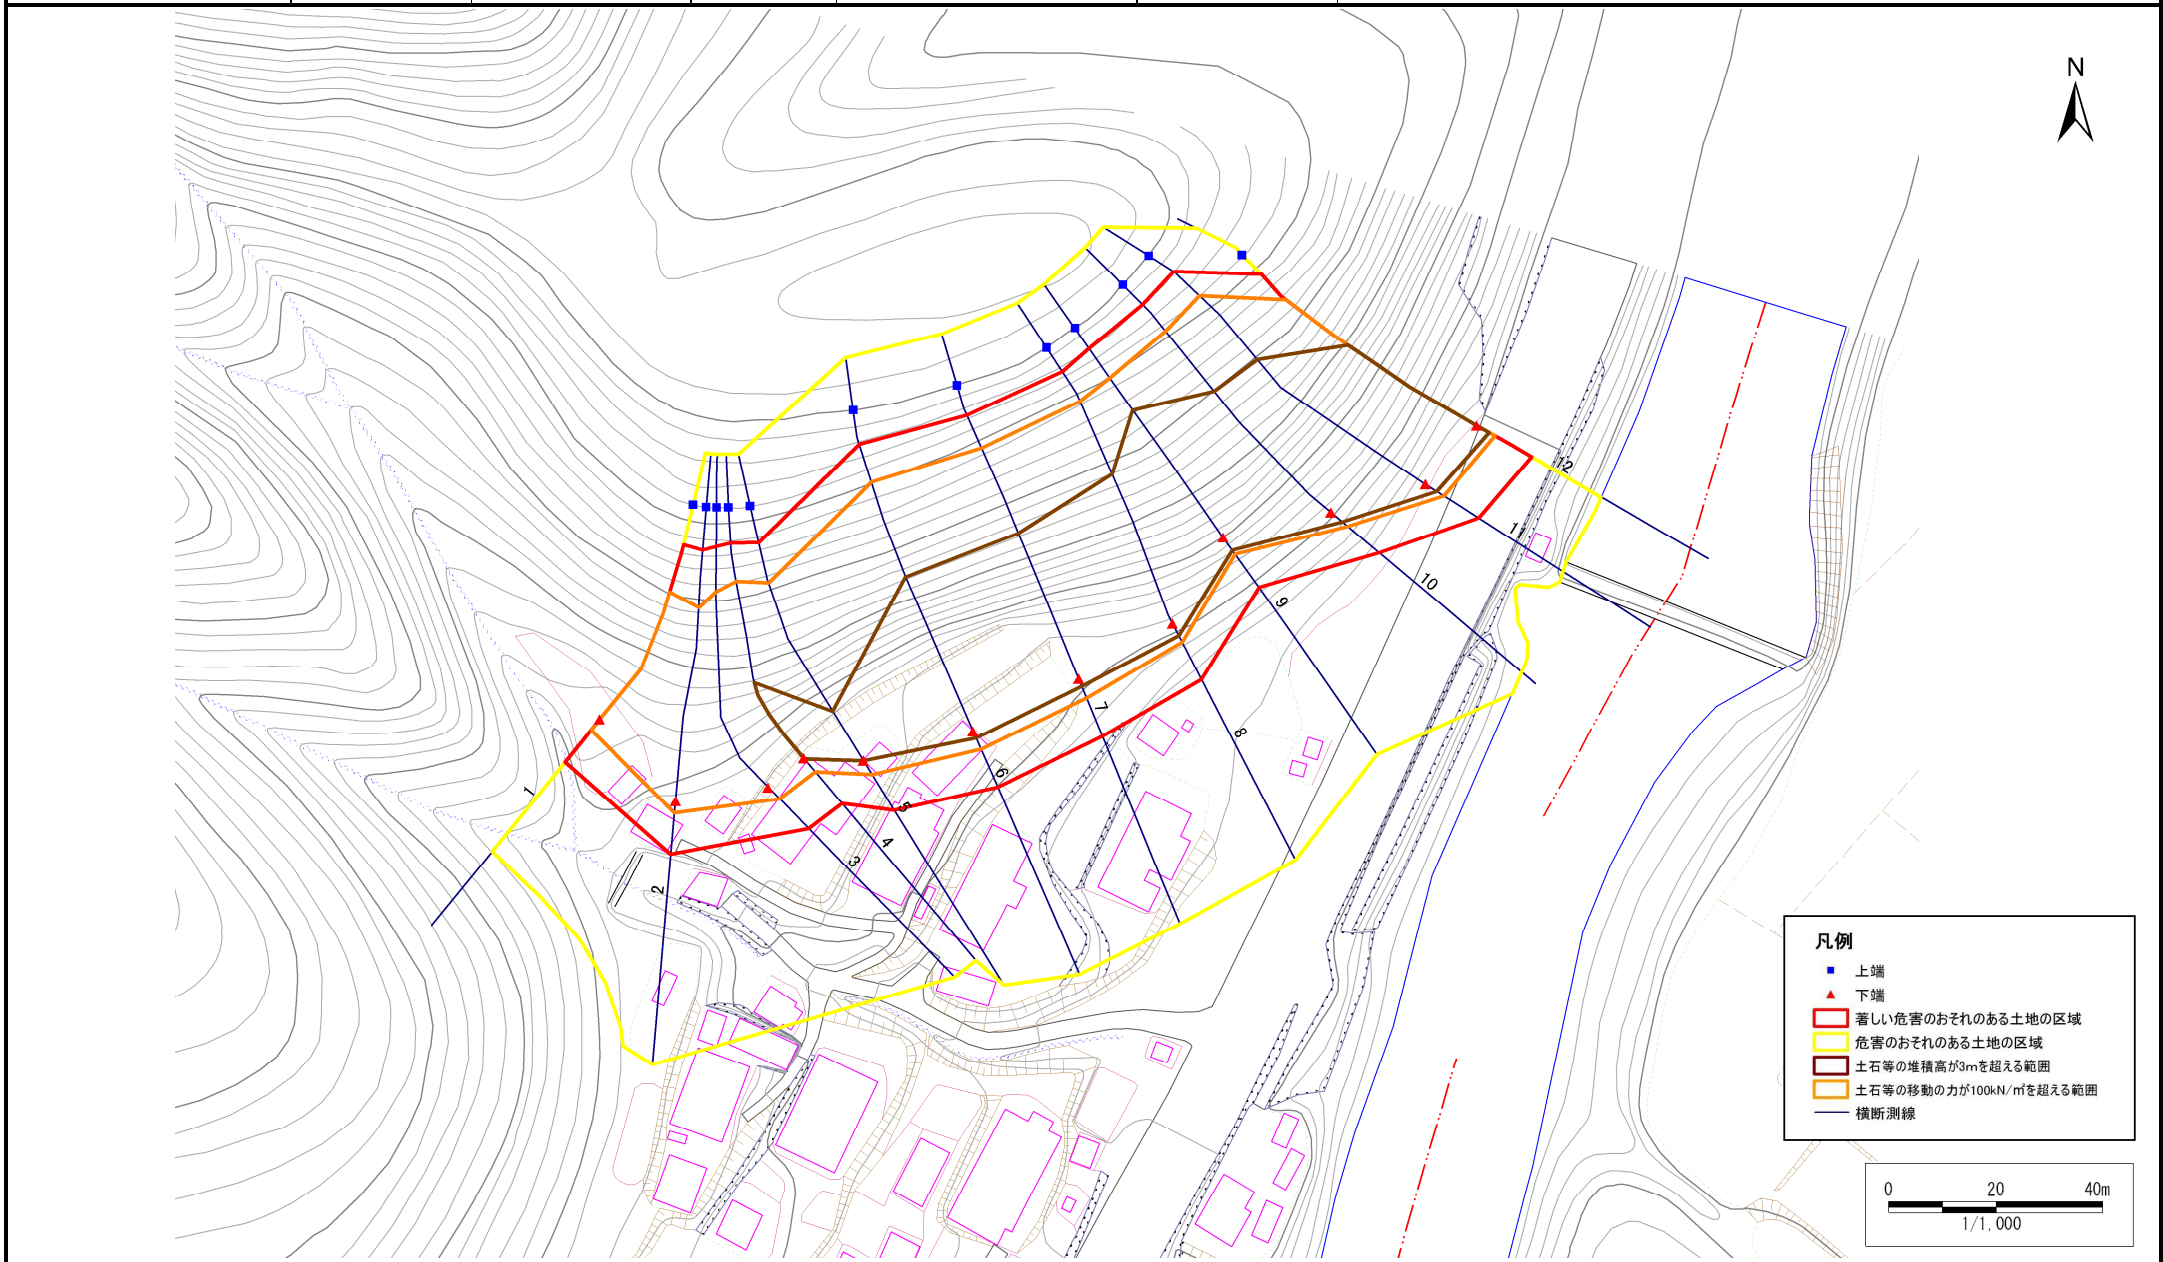 N
12
11
10
9
8
7
6
5
4
3
2
1
凡例
上端
下端
著しい危害のおそれのある土地の区域
危害のおそれのある土地の区域
土石等の堆積高が3mを超える範囲
土石等の移動の力が100kN/㎡を超える範囲
横断測線
0 20 40m
1/1,000